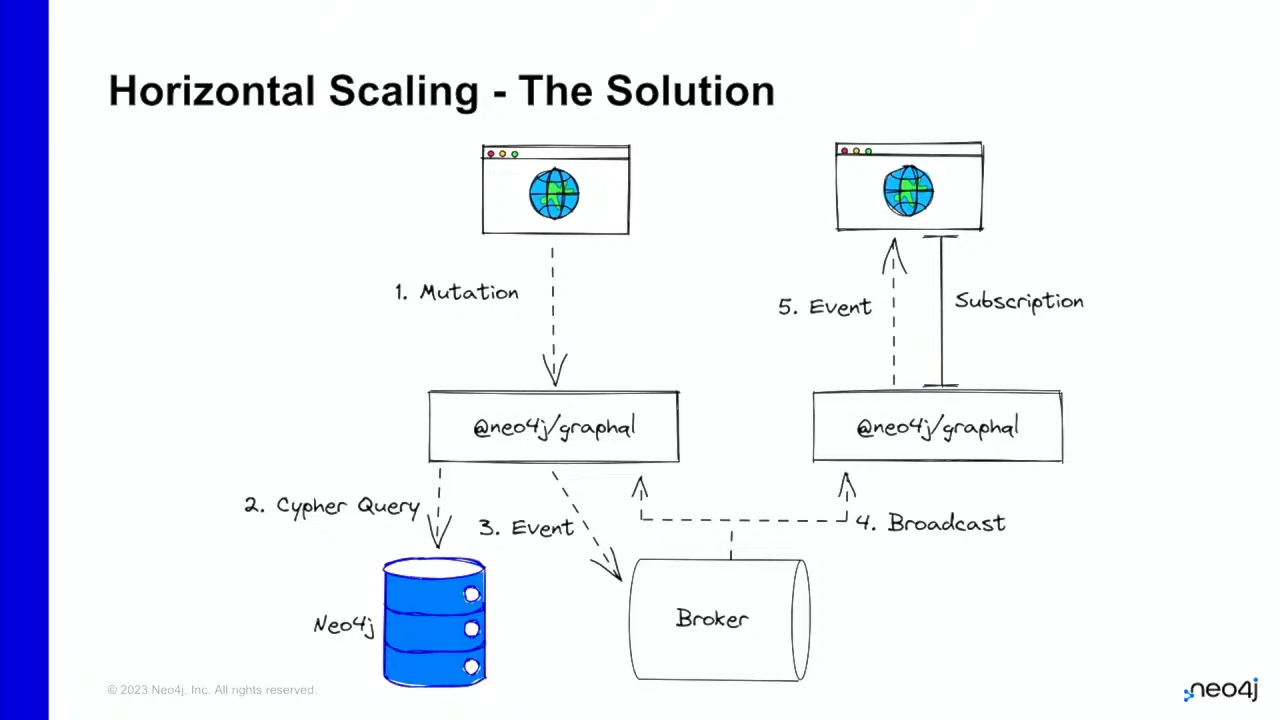 Horizontal Scaling - The Solution
1. Mutation
5. Event
Subscription
@neo4j/graphql
@neo4j/graphql
2. Cypher Query
3. Event
4. Broadcast
Neo4j
Broker
© 2023 Neo4j, Inc. All rights reserved.
neo4j